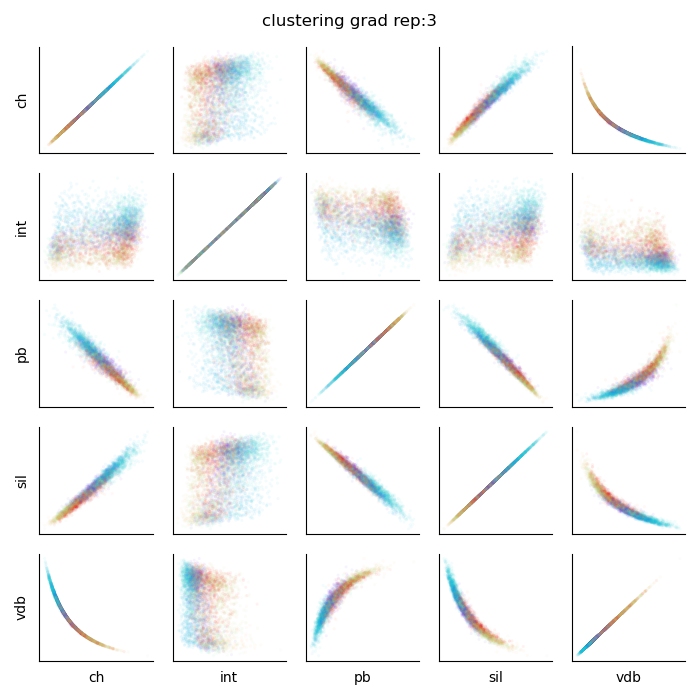 clustering grad rep:3
ch
int
pb
sil
vdb
ch
int
pb
sil
vdb